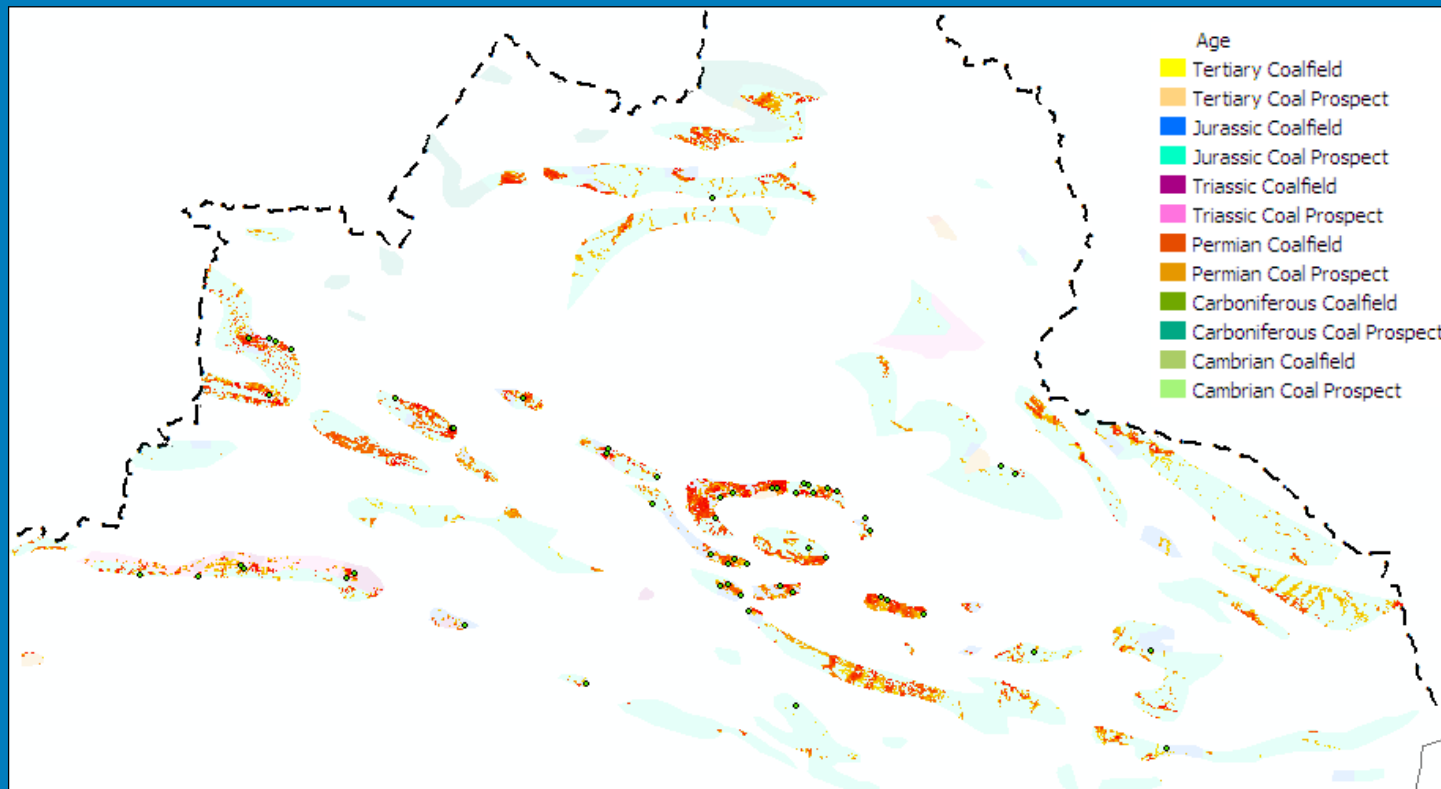 Age
Tertiary Coalfield
Tertiary Coal Prospect
Jurassic Coalfield
Jurassic Coal Prospect
Triassic Coalfield
Triassic Coal Prospect
Permian Coalfield
Permian Coal Prospect
Carboniferous Coalfield
Carboniferous Coal Prospect
Cambrian Coalfield
Cambrian Coal Prospect